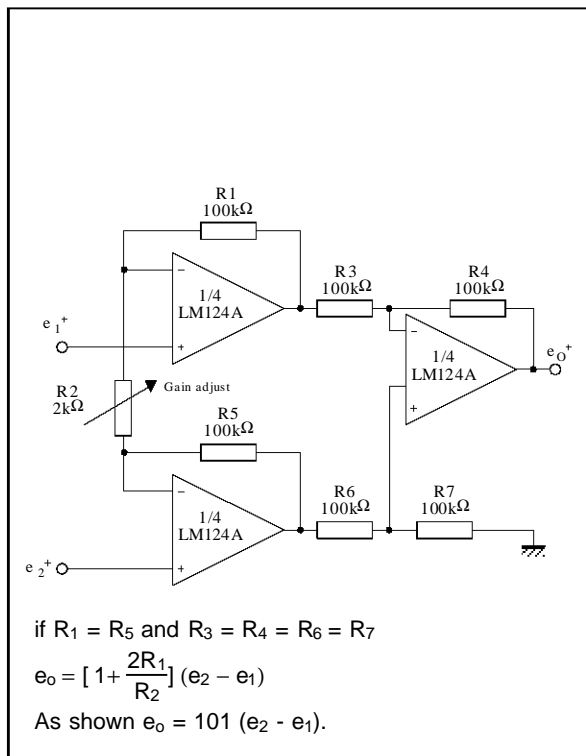 R1
100kΩ
R3
100kΩ
R4
100kΩ
1/4
LM124A
e1+
1/4
LM124A
eO+
R2
2kΩ
Gain adjust
R5
100kΩ
R6
100kΩ
R7
100kΩ
1/4
LM124A
e2+
if R1 = R5 and R3 = R4 = R6 = R7
eo = [ 1+ 2R1/R2 ] (e2 – e1)
As shown eo = 101 (e2 - e1).